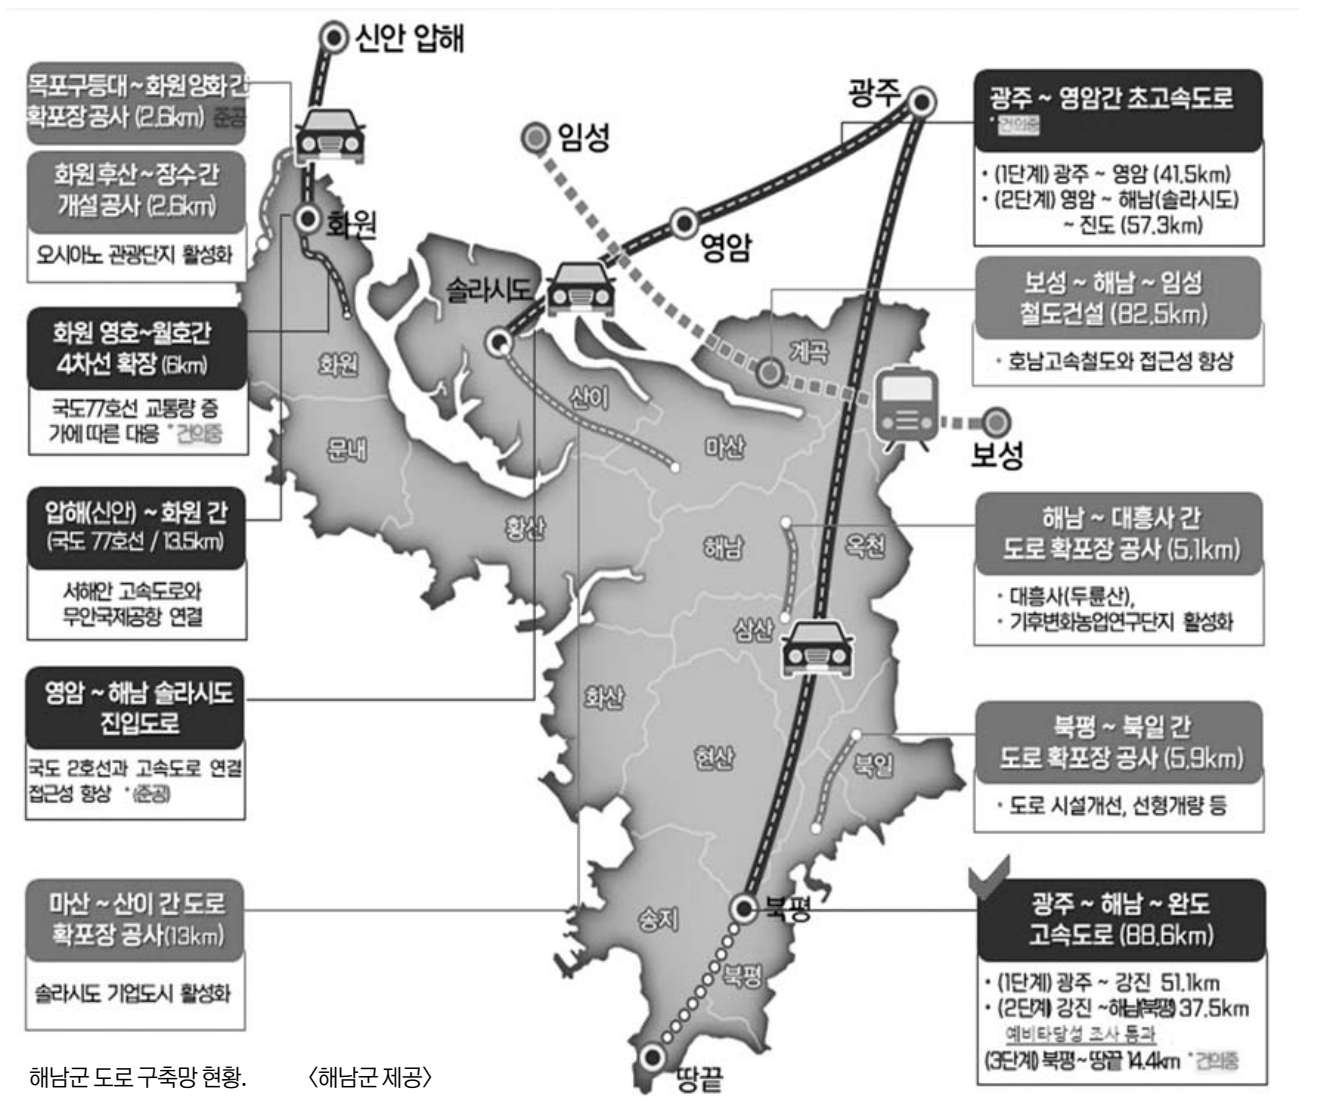 신안 압해
목포구등대 ~ 화원양화 간
확포장 공사 (2.6km) 준공
화원후산 ~ 장수 간
개설공사 (2.6km)
오시아노 관광단지 활성화
화원 영호~월호간
4차선 확장 (6km)
국도77호선 교통량 증
가에 따른 대응 *건의중
압해(신안) ~ 화원 간
(국도 77호선 / 13.5km)
서해안 고속도로와
무안국제공항 연결
영암 ~ 해남 솔라시도
진입도로
국도 2호선과 고속도로 연결
접근성 향상 *(준공)
마산 ~ 산이 간 도로
확포장 공사(13km)
솔라시도 기업도시 활성화
임성
광주
화원
영암
솔라시도
계곡
화원
산이
문내
마산
보성
황산
해남
옥천
삼산
화산
현산
북일
송지
북평
북평
땅끝
광주 ~ 영암간 초고속도로
*건의중
· (1단계) 광주 ~ 영암 (41.5km)
· (2단계) 영암 ~ 해남(솔라시도)
~ 진도 (57.3km)
보성 ~ 해남 ~ 임성
철도건설 (82.5km)
· 호남고속철도와 접근성 향상
해남 ~ 대흥사 간
도로 확포장 공사 (5.1km)
· 대흥사(두륜산),
· 기후변화농업연구단지 활성화
북평 ~ 북일 간
도로 확포장 공사 (5.9km)
· 도로 시설개선, 선형개량 등
광주 ~ 해남 ~ 완도
고속도로 (88.6km)
· (1단계) 광주 ~ 강진 51.1km
· (2단계) 강진 ~해남(북평) 37.5km
예비타당성 조사 통과
(3단계) 북평~땅끝 14.4km *건의중
해남군 도로 구축망 현황. 〈해남군 제공〉